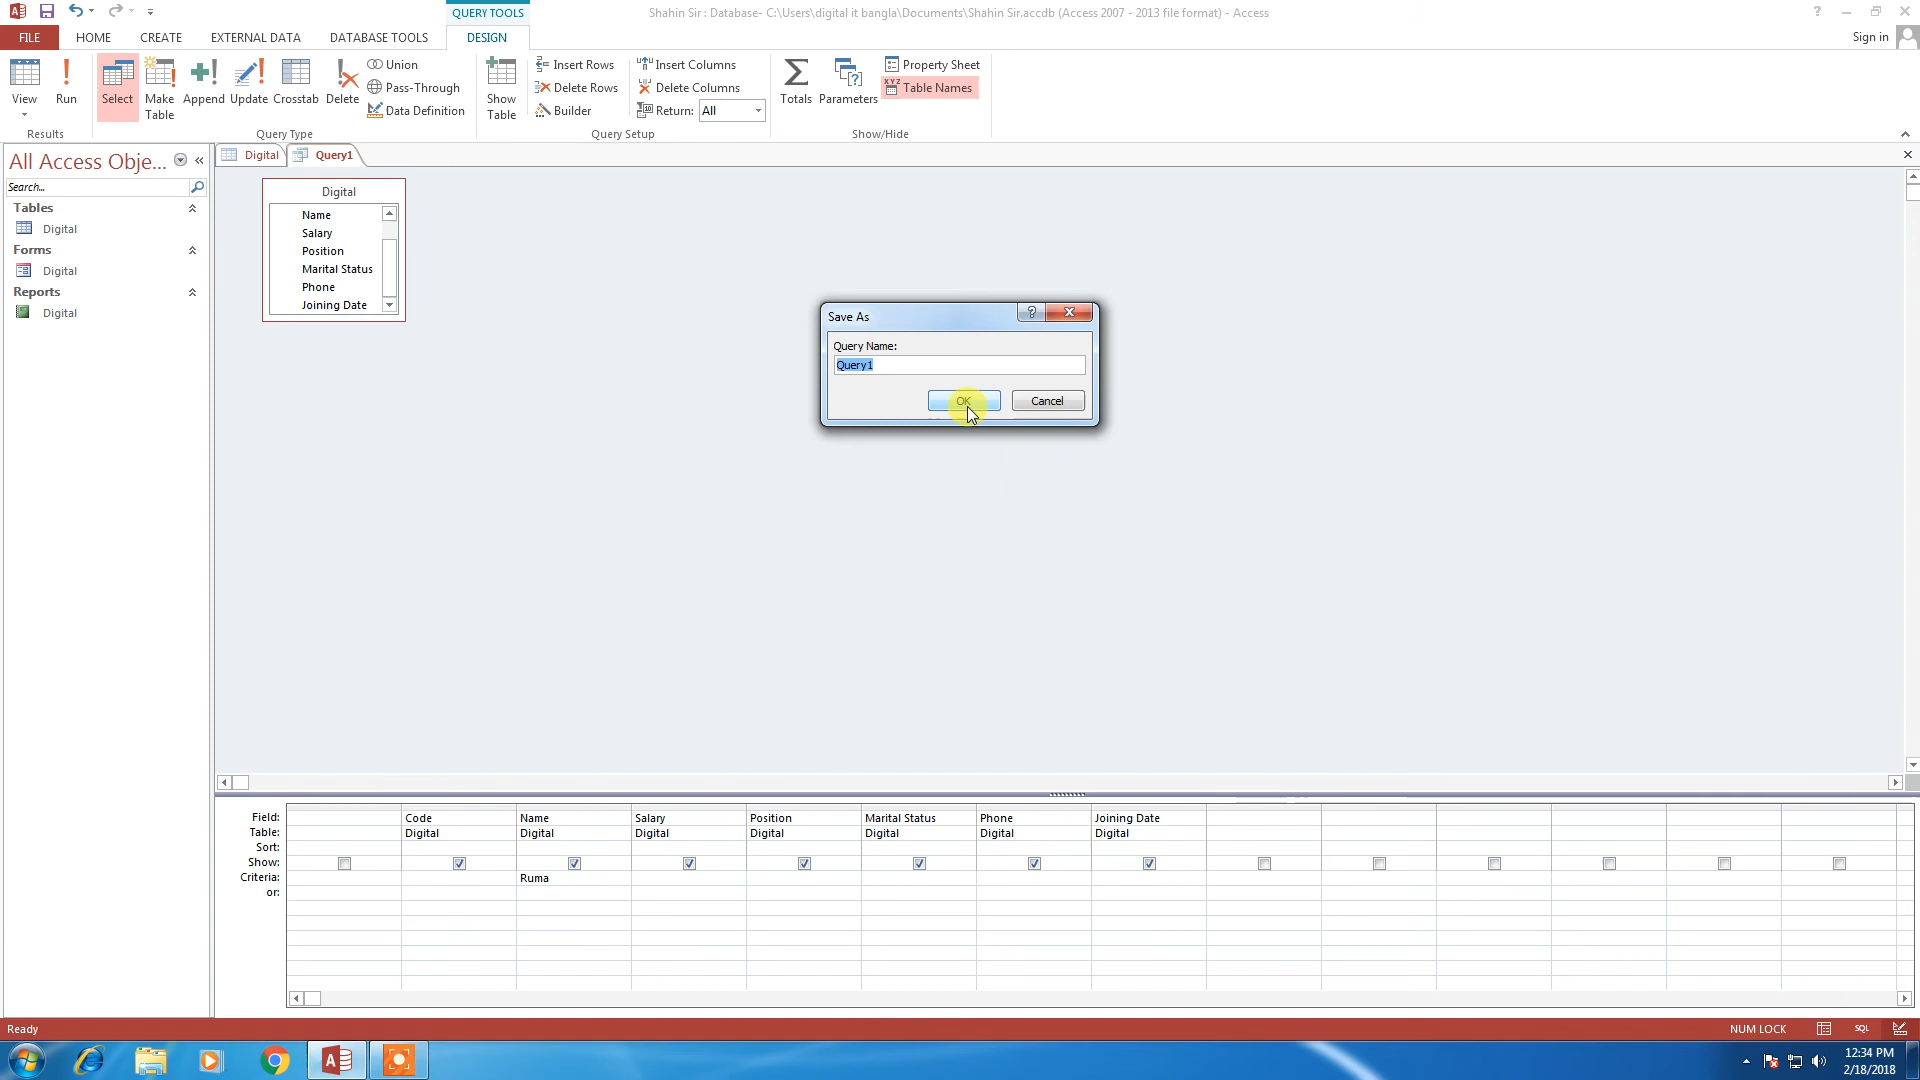 QUERY TOOLS
Shahin Sir : Database- C:\Users\digital it bangla\Documents\Shahin Sir.accdb (Access 2007 - 2013 file format) - Access
?
FILE HOME CREATE EXTERNAL DATA DATABASE TOOLS DESIGN Sign in
View Run Select Make Table Append Update Crosstab Delete
Union
Pass-Through
Data Definition
Show Table
Insert Rows
Delete Rows
Builder
Insert Columns
Delete Columns
Return: All
Totals Parameters
Property Sheet
XYZ Table Names
Results Query Type Query Setup Show/Hide
All Access Obje...
Search...
Tables
Digital
Forms
Digital
Reports
Digital
Digital Query1
Digital
Name
Salary
Position
Marital Status
Phone
Joining Date
Save As
?
Query Name:
Query1
OK Cancel
Field: Code Name Salary Position Marital Status Phone Joining Date
Table: Digital Digital Digital Digital Digital Digital Digital
Sort:
Show:
Criteria: Ruma
or:
Ready NUM LOCK SQL
12:34 PM
2/18/2018